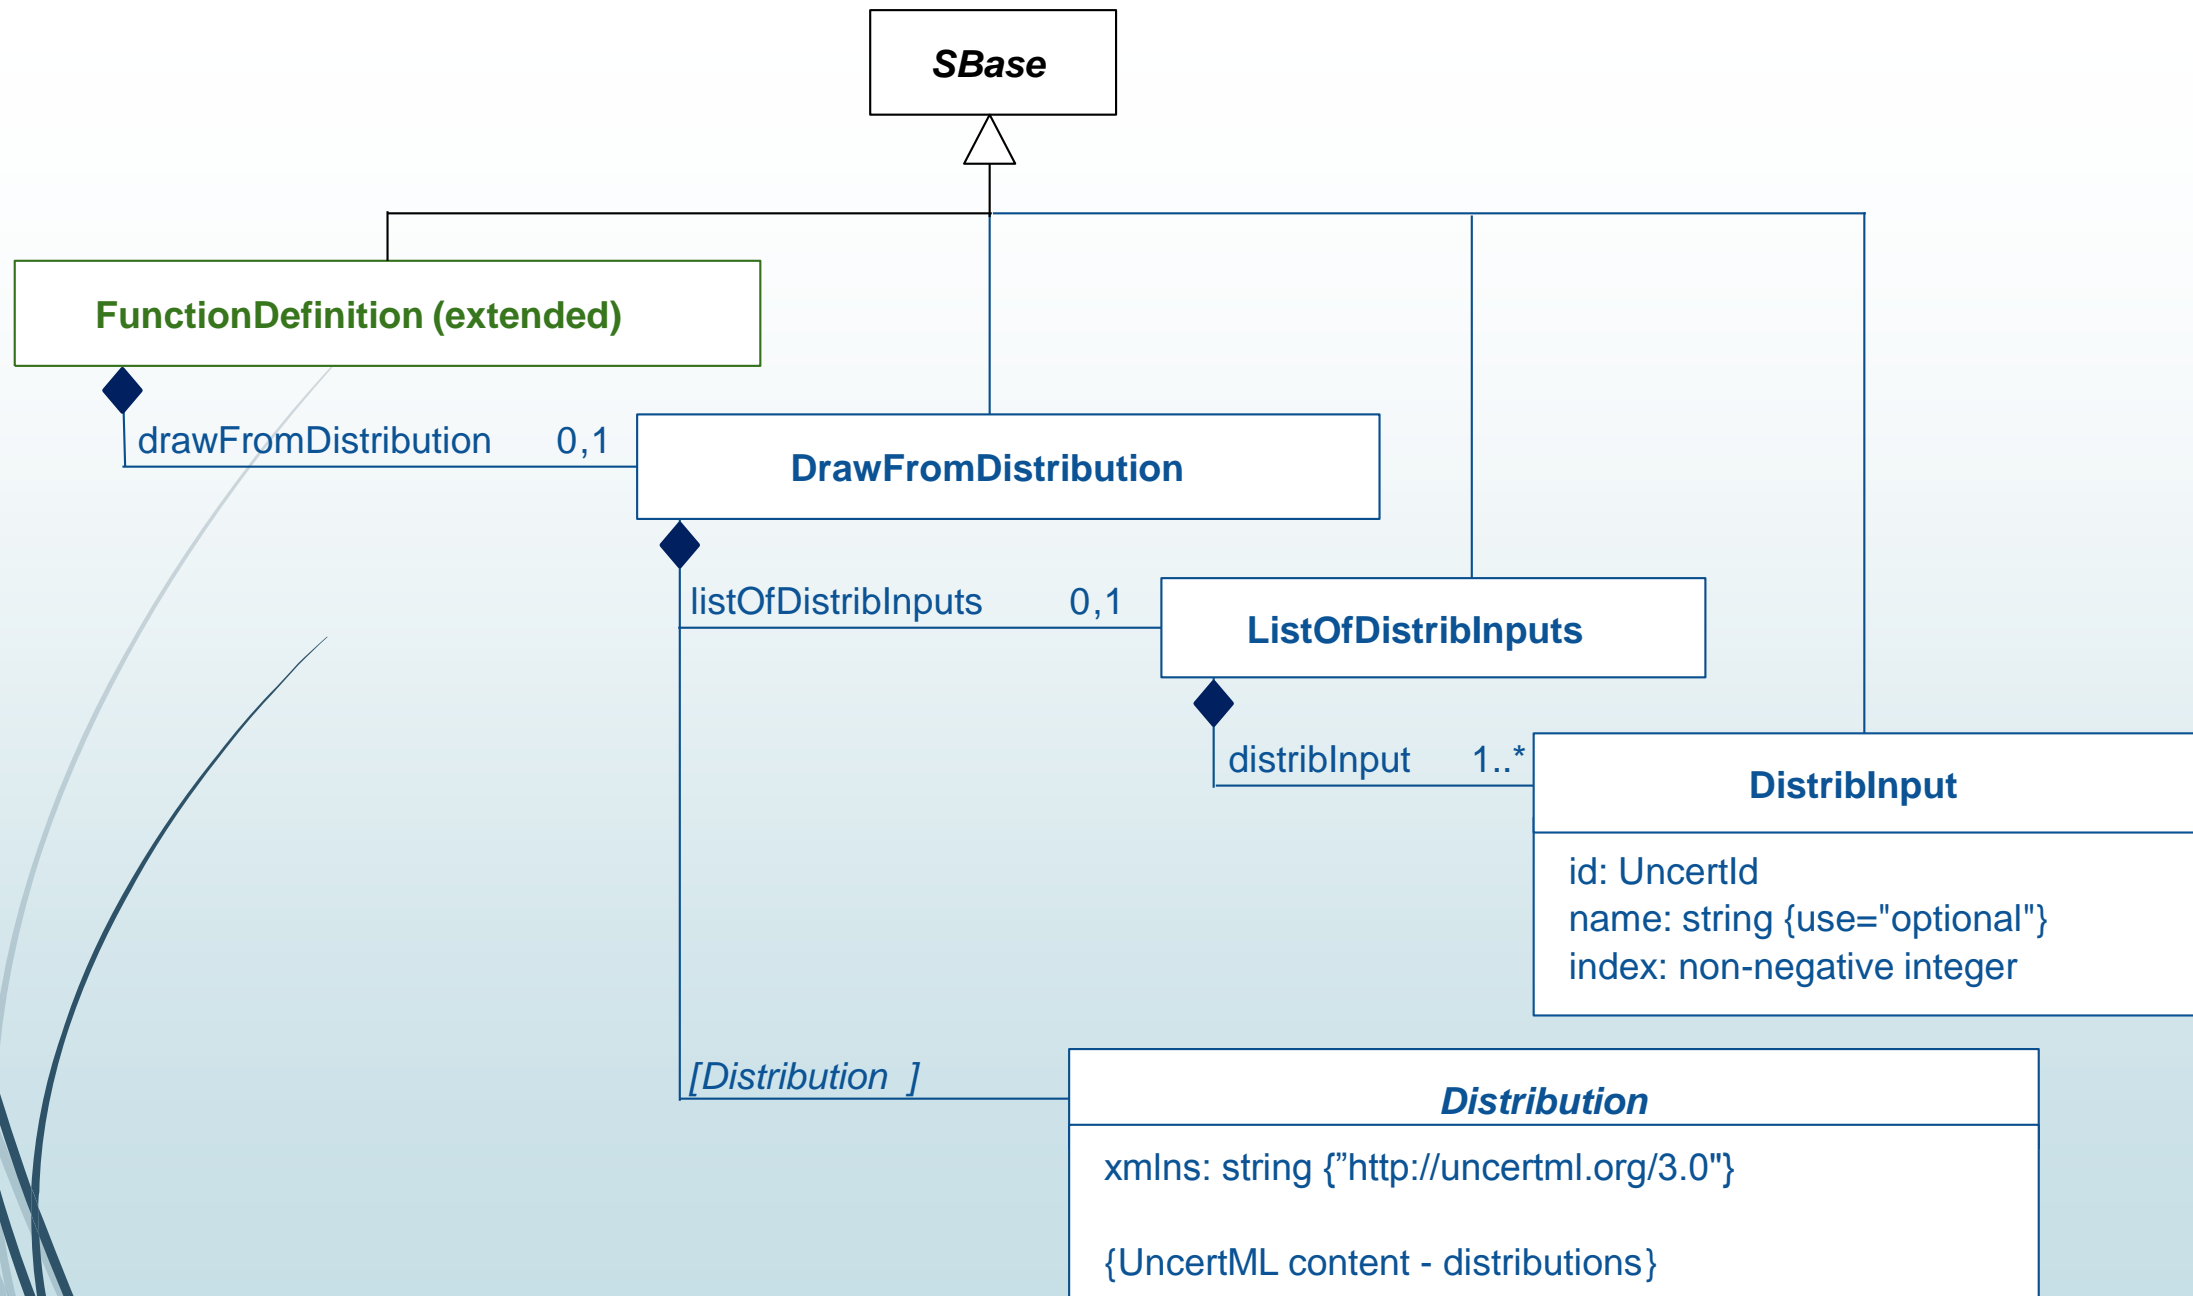 SBase
FunctionDefinition (extended)
drawFromDistribution 0,1
DrawFromDistribution
listOfDistribInputs 0,1
ListOfDistribInputs
distribInput 1..*
DistribInput
id: UncertId
name: string {use="optional"}
index: non-negative integer
[Distribution ]
Distribution
xmlns: string {”http://uncertml.org/3.0"}
{UncertML content - distributions}